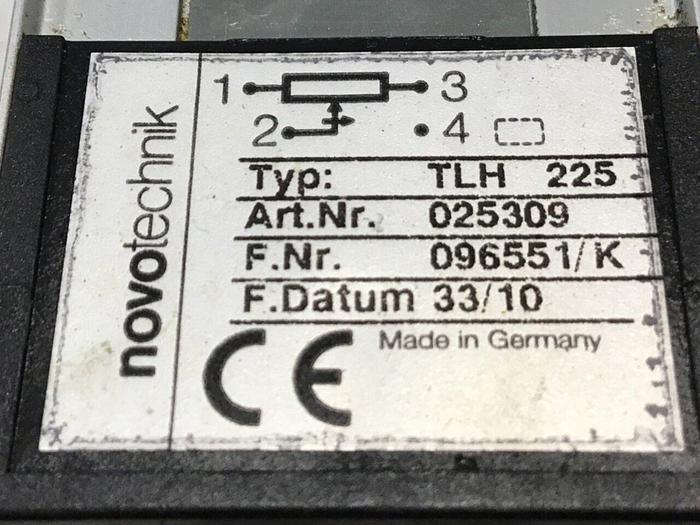 novotechnik
1 3
2 4
Typ: TLH 225
Art.Nr. 025309
F.Nr. 096551/K
F.Datum 33/10
CE Made in Germany